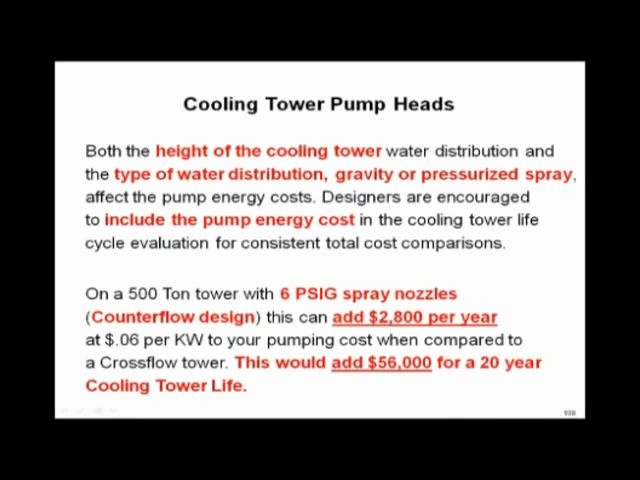 Cooling Tower Pump Heads
Both the height of the cooling tower water distribution and
the type of water distribution, gravity or pressurized spray,
affect the pump energy costs. Designers are encouraged
to include the pump energy cost in the cooling tower life
cycle evaluation for consistent total cost comparisons.
On a 500 Ton tower with 6 PSIG spray nozzles
(Counterflow design) this can add $2,800 per year
at $.06 per KW to your pumping cost when compared to
a Crossflow tower. This would add $56,000 for a 20 year
Cooling Tower Life.